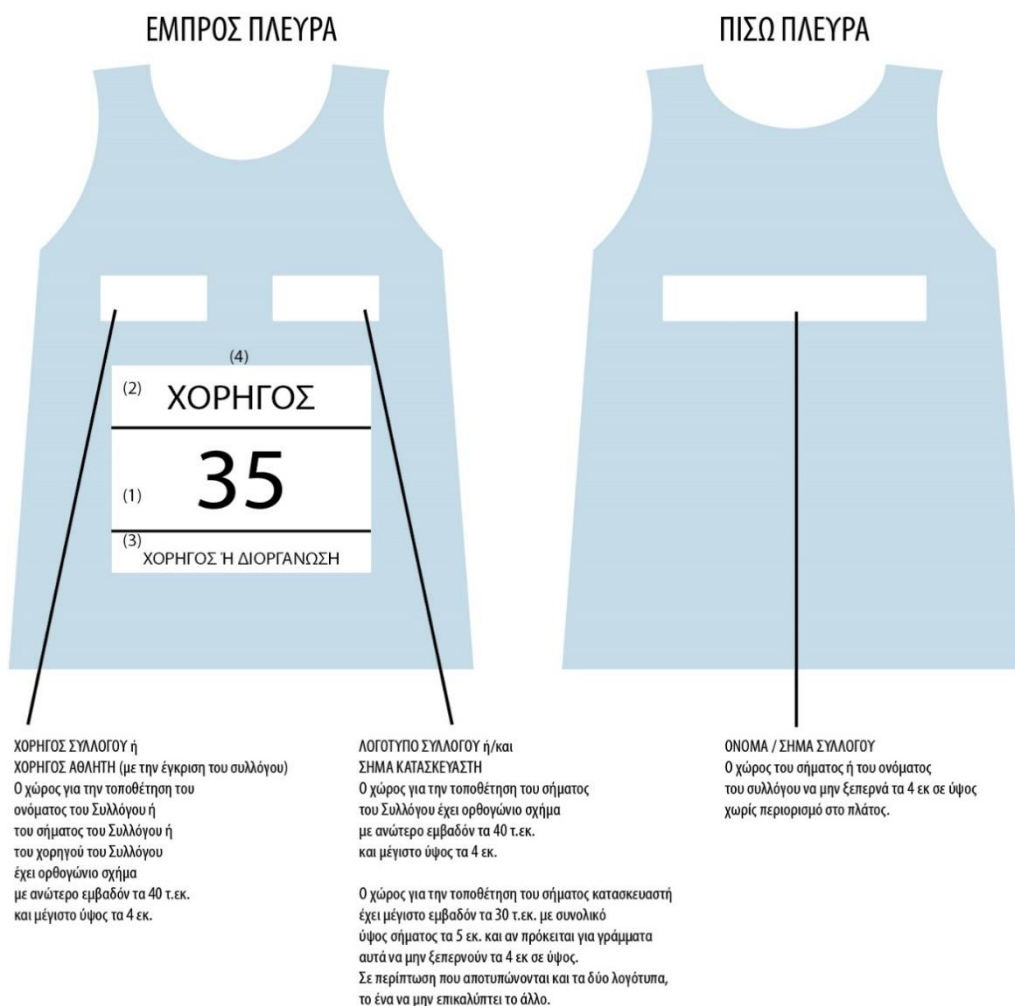 ΕΜΠΡΟΣ ΠΛΕΥΡΑ
ΠΙΣΩ ΠΛΕΥΡΑ
(4)
(2) ΧΟΡΗΓΟΣ
(1) 35
(3)
ΧΟΡΗΓΟΣ Ή ΔΙΟΡΓΑΝΩΣΗ
ΧΟΡΗΓΟΣ ΣΥΛΛΟΓΟΥ ή
ΧΟΡΗΓΟΣ ΑΘΛΗΤΗ (με την έγκριση του συλλόγου)
Ο χώρος για την τοποθέτηση του
ονόματος του Συλλόγου ή
του σήματος του Συλλόγου ή
του χορηγού του Συλλόγου
έχει ορθογώνιο σχήμα
με ανώτερο εμβαδόν τα 40 τ.εκ.
και μέγιστο ύψος τα 4 εκ.
ΛΟΓΟΤΥΠΟ ΣΥΛΛΟΓΟΥ ή/και
ΣΗΜΑ ΚΑΤΑΣΚΕΥΑΣΤΗ
Ο χώρος για την τοποθέτηση του σήματος
του Συλλόγου έχει ορθογώνιο σχήμα
με ανώτερο εμβαδόν τα 40 τ.εκ.
και μέγιστο ύψος τα 4 εκ.
Ο χώρος για την τοποθέτηση του σήματος κατασκευαστή
έχει μέγιστο εμβαδόν τα 30 τ.εκ. με συνολικό
ύψος σήματος τα 5 εκ. και αν πρόκειται για γράμματα
αυτά να μην ξεπερνούν τα 4 εκ σε ύψος.
Σε περίπτωση που αποτυπώνονται και τα δύο λογότυπα,
το ένα να μην επικαλύπτει το άλλο.
ΟΝΟΜΑ / ΣΗΜΑ ΣΥΛΛΟΓΟΥ
Ο χώρος του σήματος ή του ονόματος
του συλλόγου να μην ξεπερνά τα 4 εκ σε ύψος
χωρίς περιορισμό στο πλάτος.